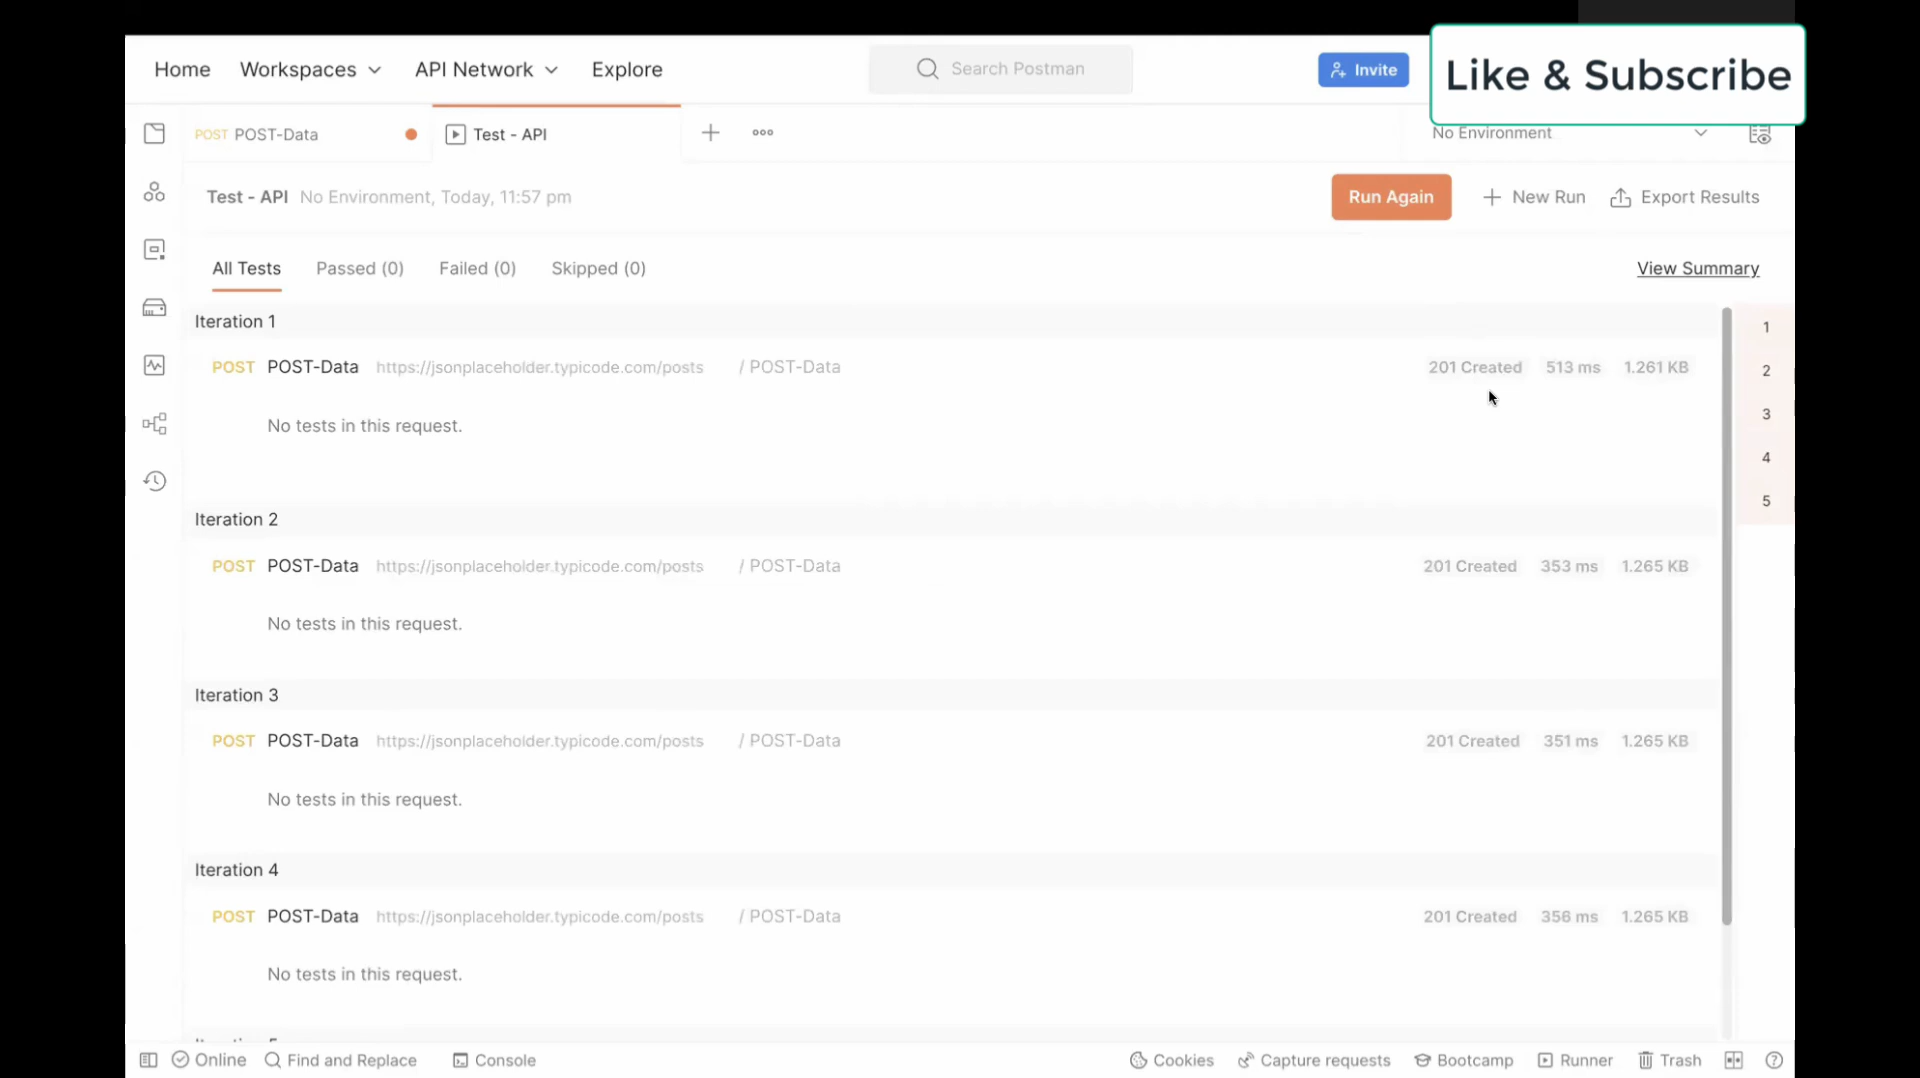 Home Workspaces API Network Explore Search Postman Invite Like & Subscribe
POST POST-Data Test - API No Environment
Test - API No Environment, Today, 11:57 pm Run Again New Run Export Results
All Tests Passed (0) Failed (0) Skipped (0) View Summary
Iteration 1
1
POST POST-Data https://jsonplaceholder.typicode.com/posts / POST-Data 201 Created 513 ms 1.261 KB
2
No tests in this request.
3
4
5
Iteration 2
POST POST-Data https://jsonplaceholder.typicode.com/posts / POST-Data 201 Created 353 ms 1.265 KB
No tests in this request.
Iteration 3
POST POST-Data https://jsonplaceholder.typicode.com/posts / POST-Data 201 Created 351 ms 1.265 KB
No tests in this request.
Iteration 4
POST POST-Data https://jsonplaceholder.typicode.com/posts / POST-Data 201 Created 356 ms 1.265 KB
No tests in this request.
Online Find and Replace Console Cookies Capture requests Bootcamp Runner Trash